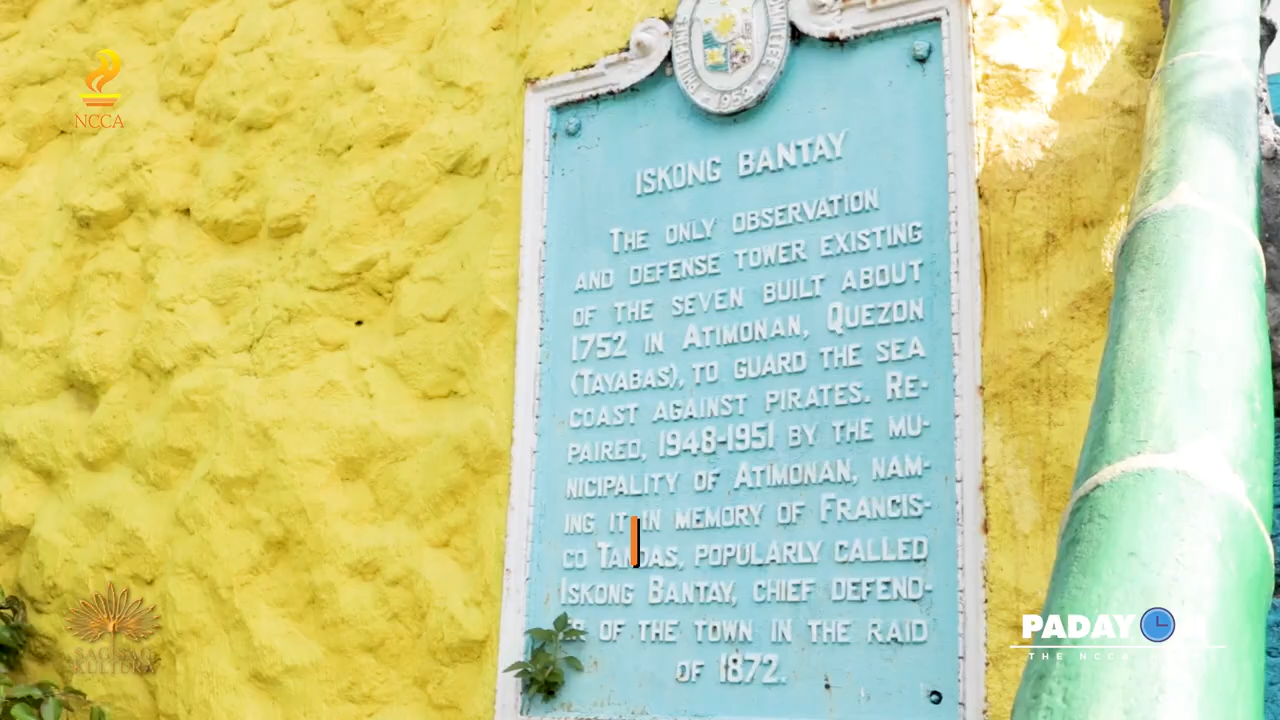 NCCA
1952
ISKONG BANTAY
THE ONLY OBSERVATION
AND DEFENSE TOWER EXISTING
OF THE SEVEN BUILT ABOUT
1752 IN ATIMONAN, QUEZON
(TAYABAS), TO GUARD THE SEA
COAST AGAINST PIRATES. RE-
PAIRED, 1948-1951 BY THE MU-
NICIPALITY OF ATIMONAN, NAM-
ING IT IN MEMORY OF FRANCIS-
CO POPULARLY CALLED
ISKONG BANTAY, CHIEF DEFEND-
OF THE TOWN IN THE RAID
OF 1872.
KULTURA
PADAYON
THE NCCA